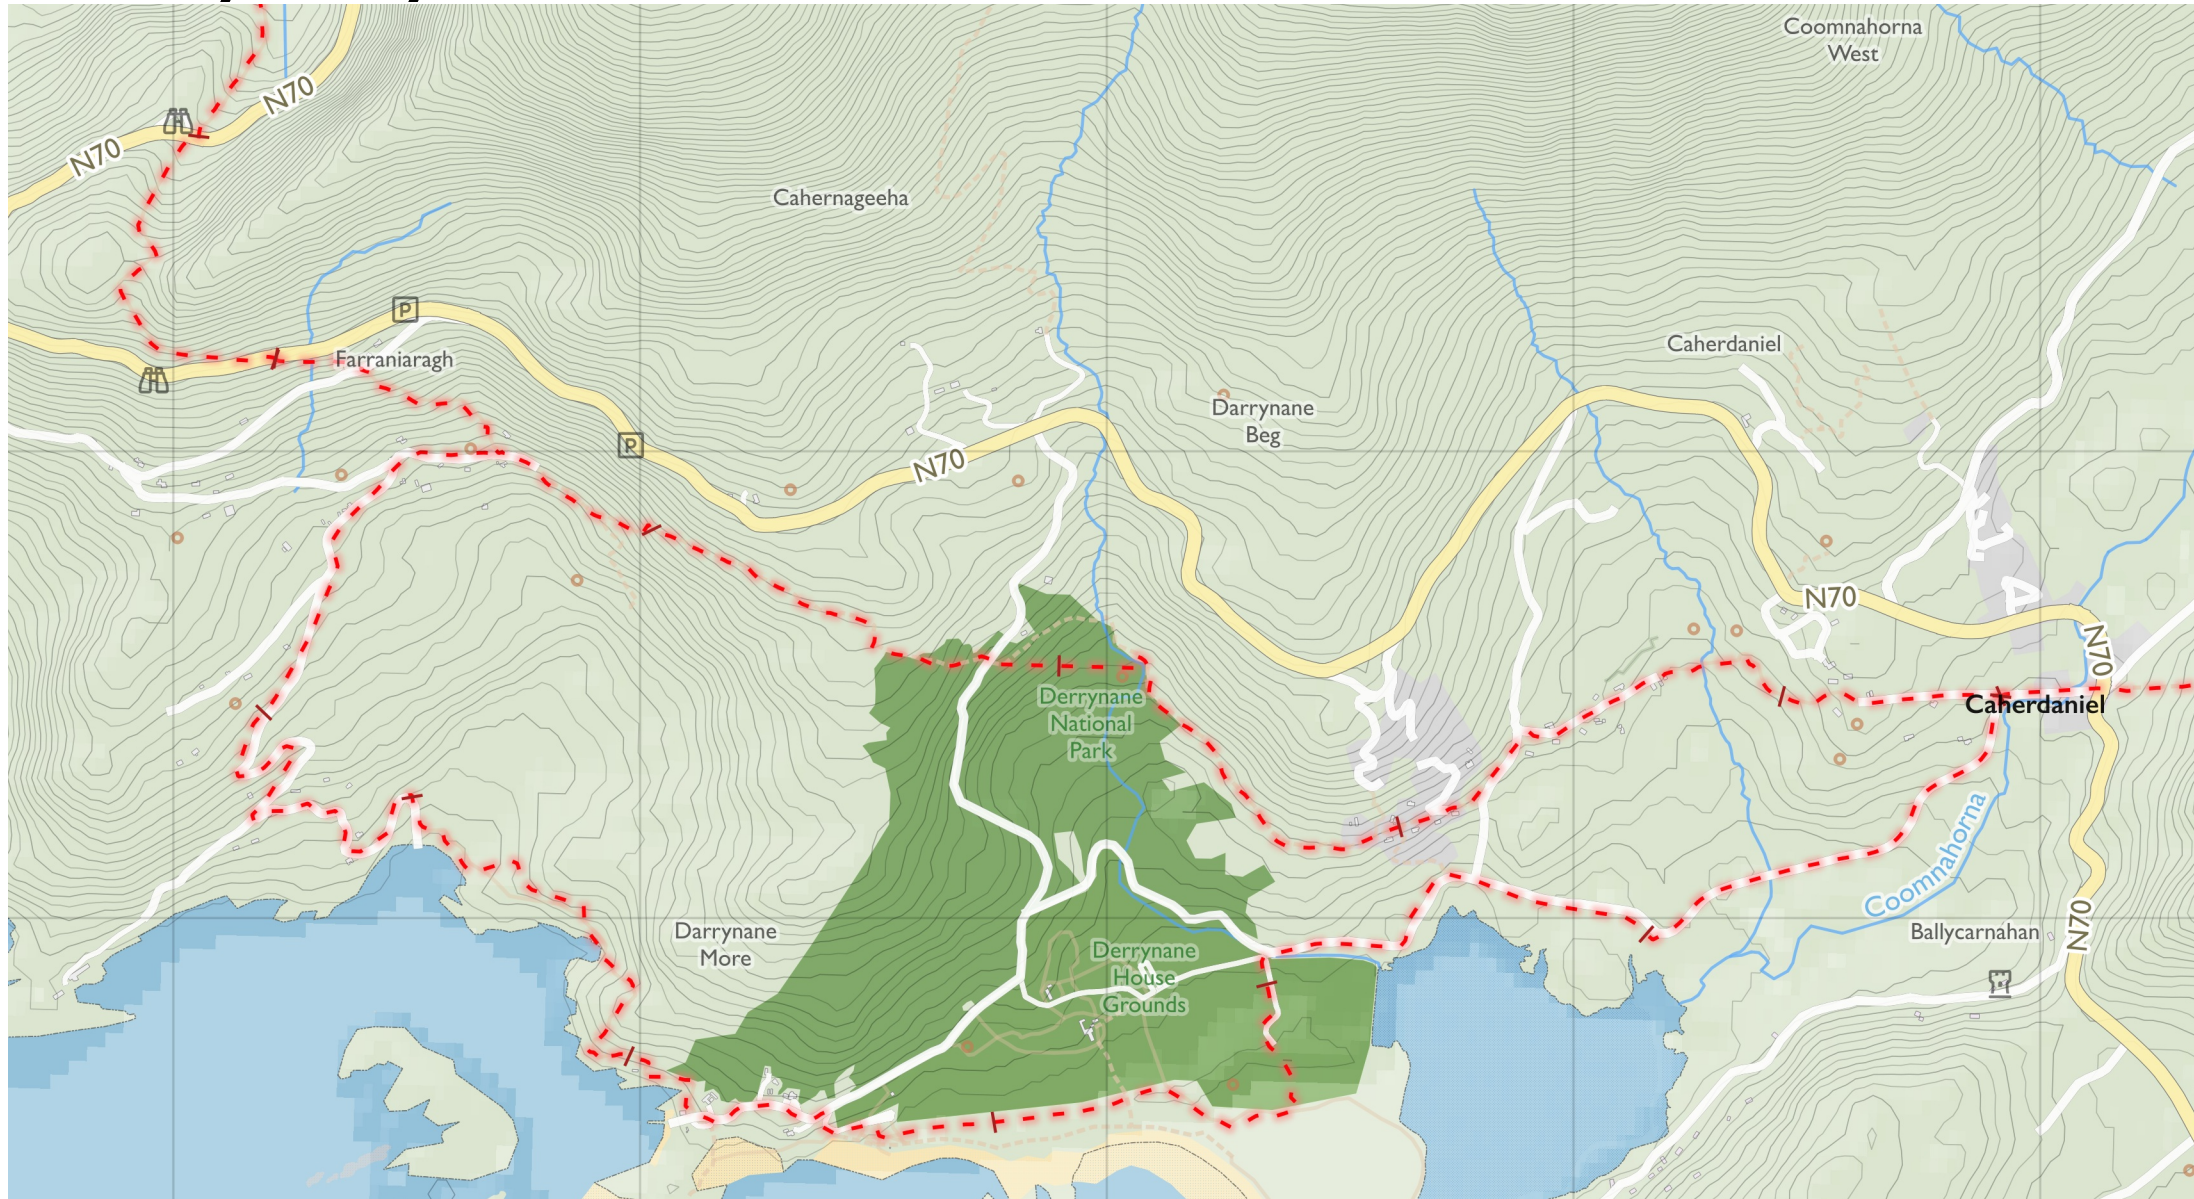 Coomnahorna
West
N70
N70
Cahernageeha
P
Farraniaragh
Caherdaniel
Darrynane
Beg
P
N70
N70
N70
Derrynane
National
Park
Caherdaniel
Coomnahorna
Darrynane
More
Derrynane
House
Grounds
Ballycarnahan
N70